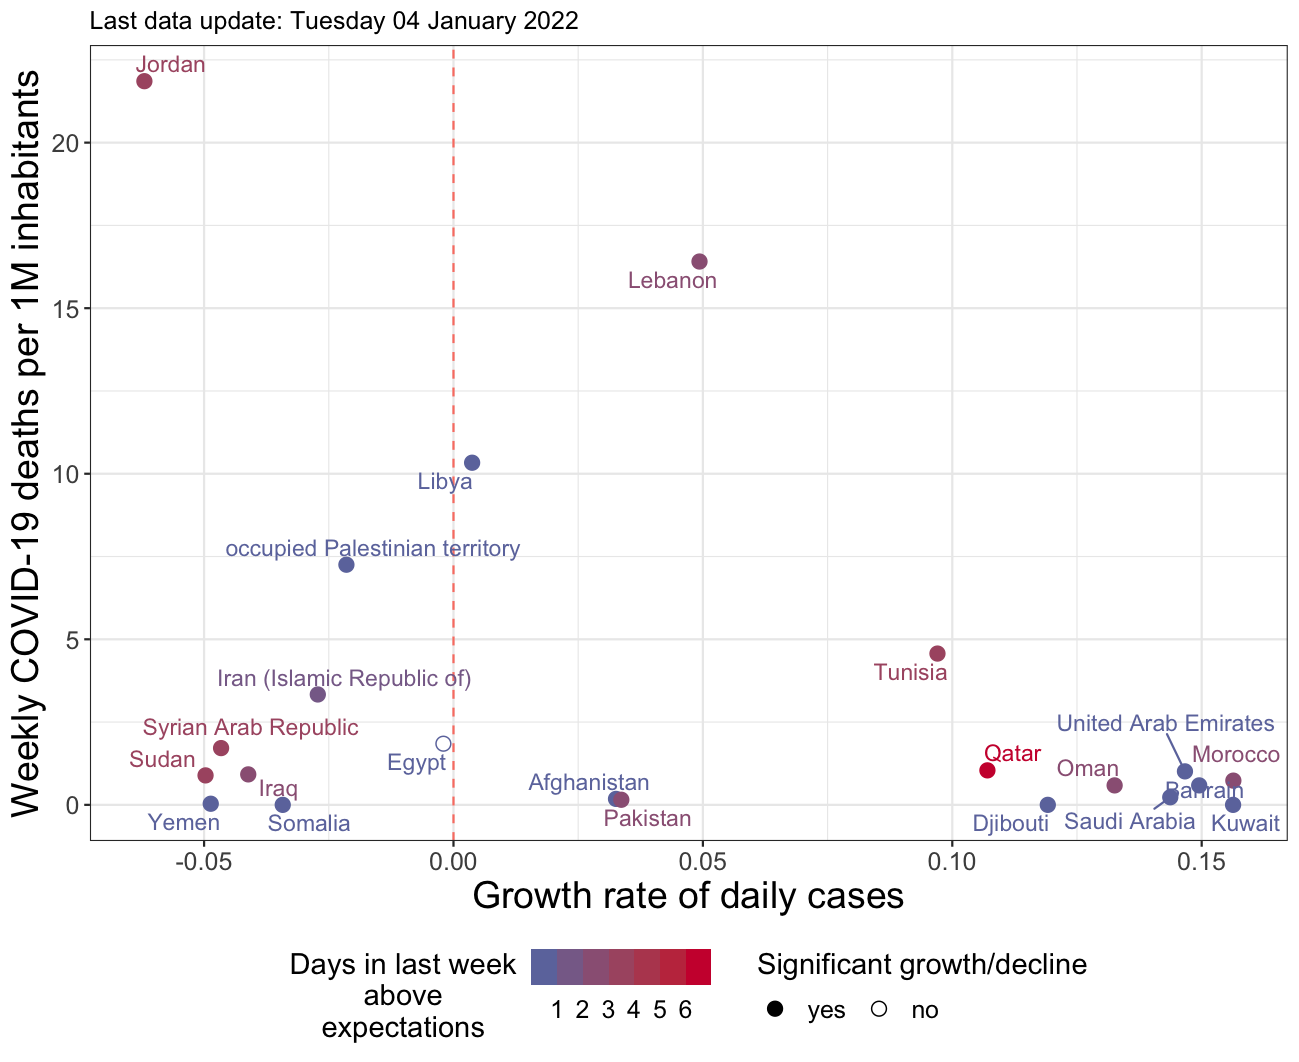 Last data update: Tuesday 04 January 2022
Weekly COVID-19 deaths per 1M inhabitants
20
15
10
5
0
Jordan
Lebanon
Libya
occupied Palestinian territory
Iran (Islamic Republic of)
Tunisia
Syrian Arab Republic
United Arab Emirates
Sudan
Qatar
Morocco
Egypt
Oman
Iraq
Afghanistan
Bahrain
Yemen
Somalia
Pakistan
Djibouti
Saudi Arabia
Kuwait
-0.05 0.00 0.05 0.10 0.15
Growth rate of daily cases
Days in last week
above
expectations
1 2 3 4 5 6
Significant growth/decline
yes no